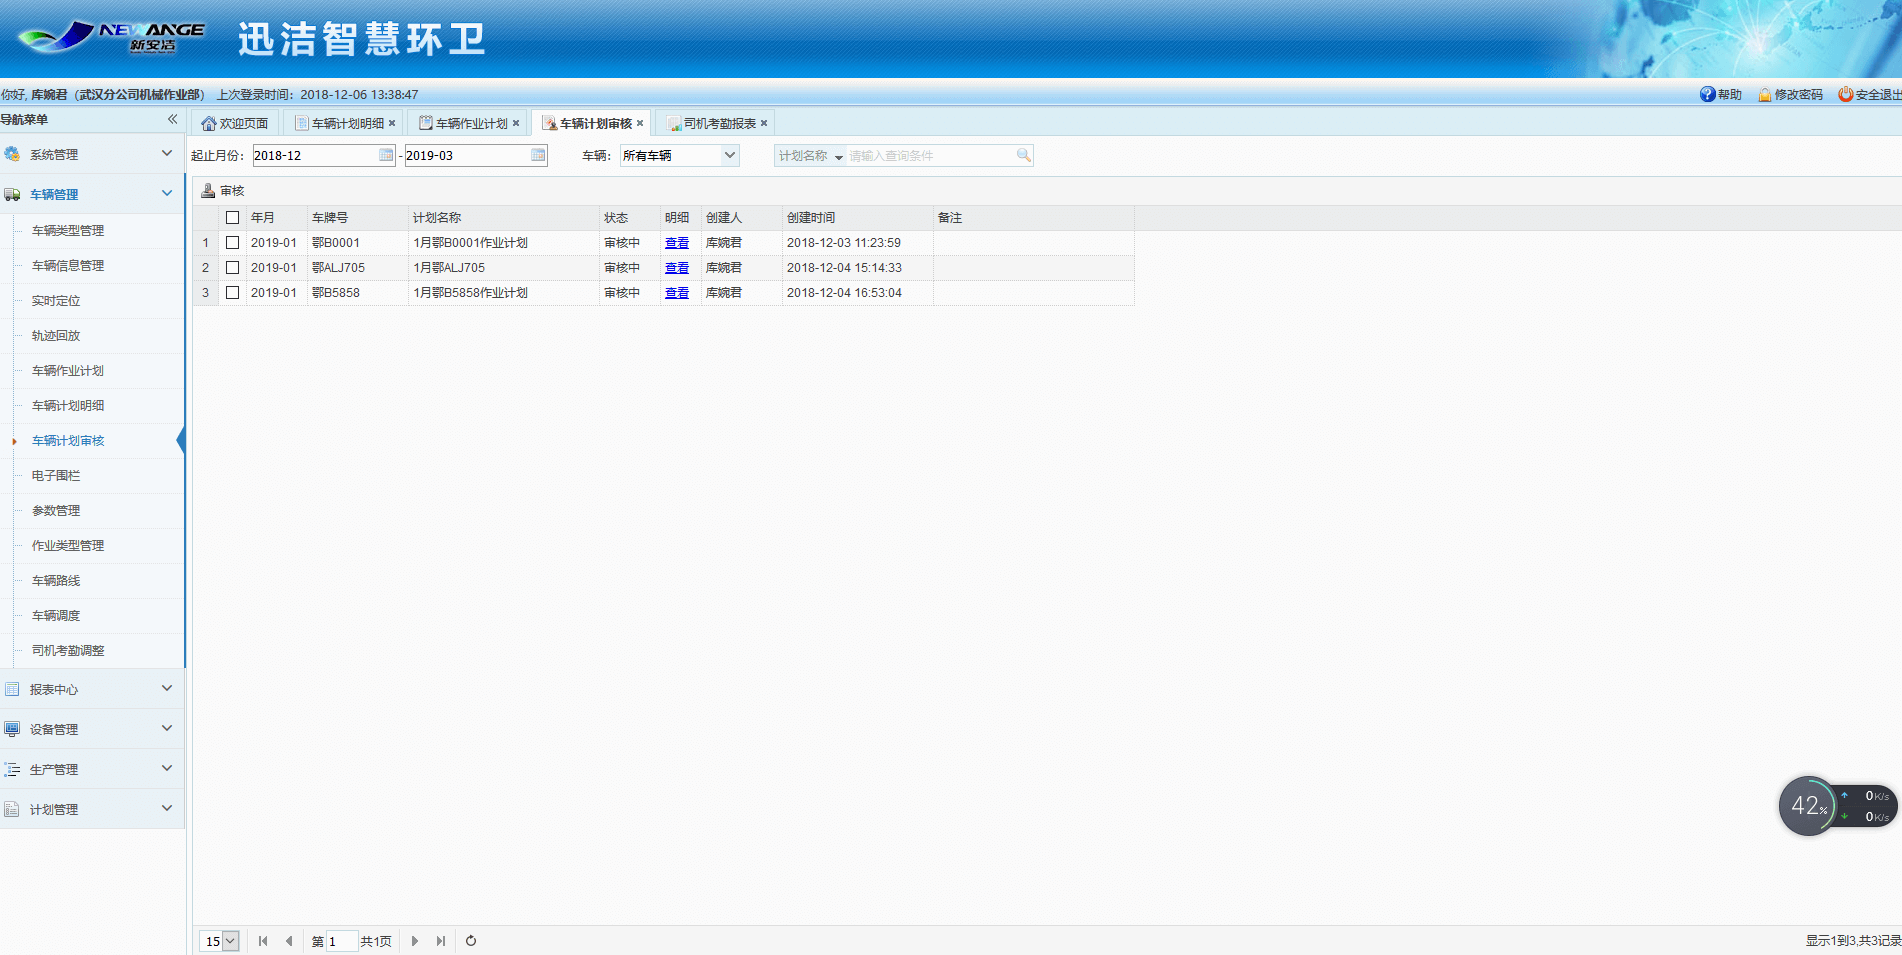 NEWANGE
新安洁
迅洁智慧环卫
你好, 库婉君（武汉分公司机械作业部） 上次登录时间：2018-12-06 13:38:47
帮助 修改密码 安全退出
导航菜单
欢迎页面 车辆计划明细 车辆作业计划 车辆计划审核 司机考勤报表
系统管理
车辆管理
车辆类型管理
车辆信息管理
实时定位
轨迹回放
车辆作业计划
车辆计划明细
车辆计划审核
电子围栏
参数管理
作业类型管理
车辆路线
车辆调度
司机考勤调整
报表中心
设备管理
生产管理
计划管理
起止月份： 2018-12 - 2019-03 车辆： 所有车辆 计划名称 请输入查询条件
审核
年月 车牌号 计划名称 状态 明细 创建人 创建时间 备注
1 2019-01 鄂B0001 1月鄂B0001作业计划 审核中 查看 库婉君 2018-12-03 11:23:59
2 2019-01 鄂ALJ705 1月鄂ALJ705 审核中 查看 库婉君 2018-12-04 15:14:33
3 2019-01 鄂B5858 1月鄂B5858作业计划 审核中 查看 库婉君 2018-12-04 16:53:04
42% 0K/s
0K/s
15 第 1 共1页 显示1到3,共3记录